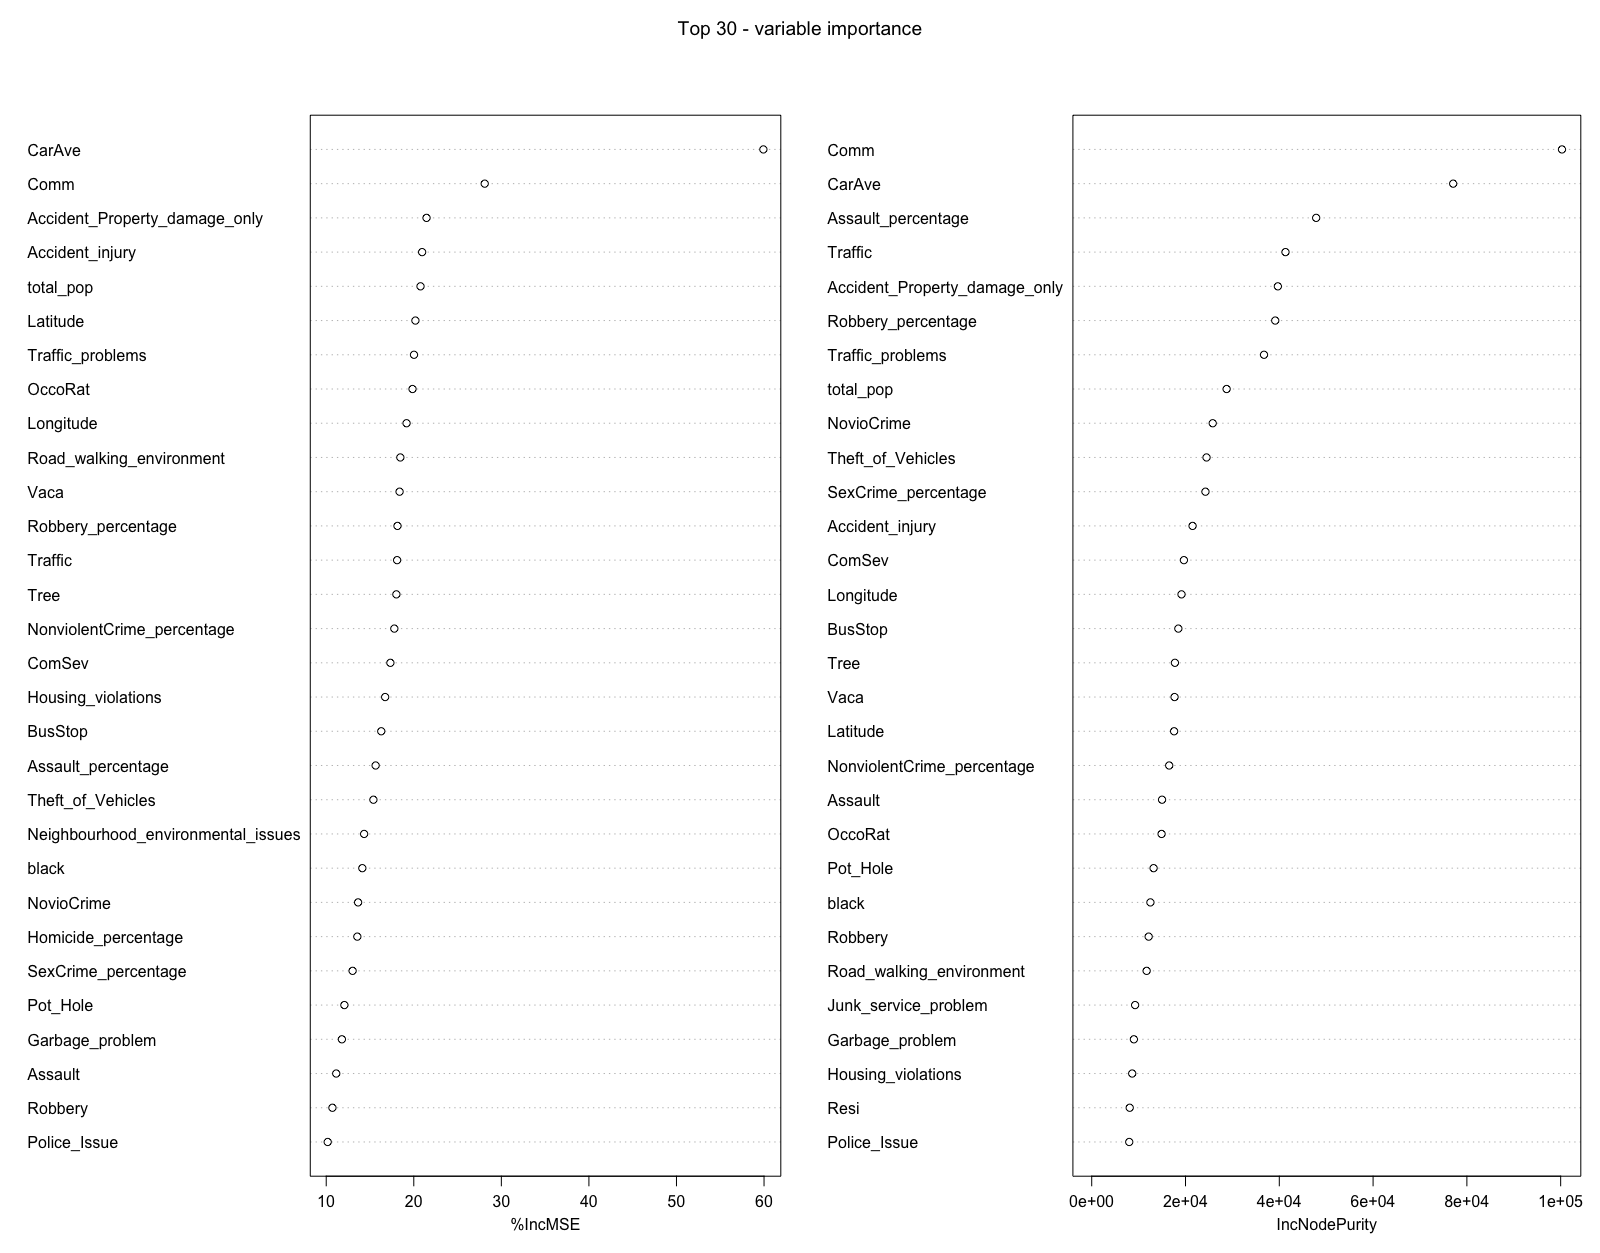 Top 30 - variable importance
CarAve
Comm
Accident_Property_damage_only
Accident_injury
total_pop
Latitude
Traffic_problems
OccoRat
Longitude
Road_walking_environment
Vaca
Robbery_percentage
Traffic
Tree
NonviolentCrime_percentage
ComSev
Housing_violations
BusStop
Assault_percentage
Theft_of_Vehicles
Neighbourhood_environmental_issues
black
NovioCrime
Homicide_percentage
SexCrime_percentage
Pot_Hole
Garbage_problem
Assault
Robbery
Police_Issue
10 20 30 40 50 60
%IncMSE
Comm
CarAve
Assault_percentage
Traffic
Accident_Property_damage_only
Robbery_percentage
Traffic_problems
total_pop
NovioCrime
Theft_of_Vehicles
SexCrime_percentage
Accident_injury
ComSev
Longitude
BusStop
Tree
Vaca
Latitude
NonviolentCrime_percentage
Assault
OccoRat
Pot_Hole
black
Robbery
Road_walking_environment
Junk_service_problem
Garbage_problem
Housing_violations
Resi
Police_Issue
0e+00 2e+04 4e+04 6e+04 8e+04 1e+05
IncNodePurity